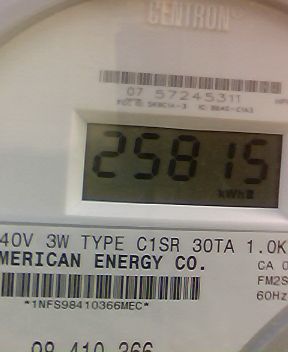 CENTRON®
07 57245311
25815
kWh
40V 3W TYPE C1SR 30TA 1.0K
MERICAN ENERGY CO.
CA 0
FM2S
60Hz
*1NFS98410366MEC*
98 410 366